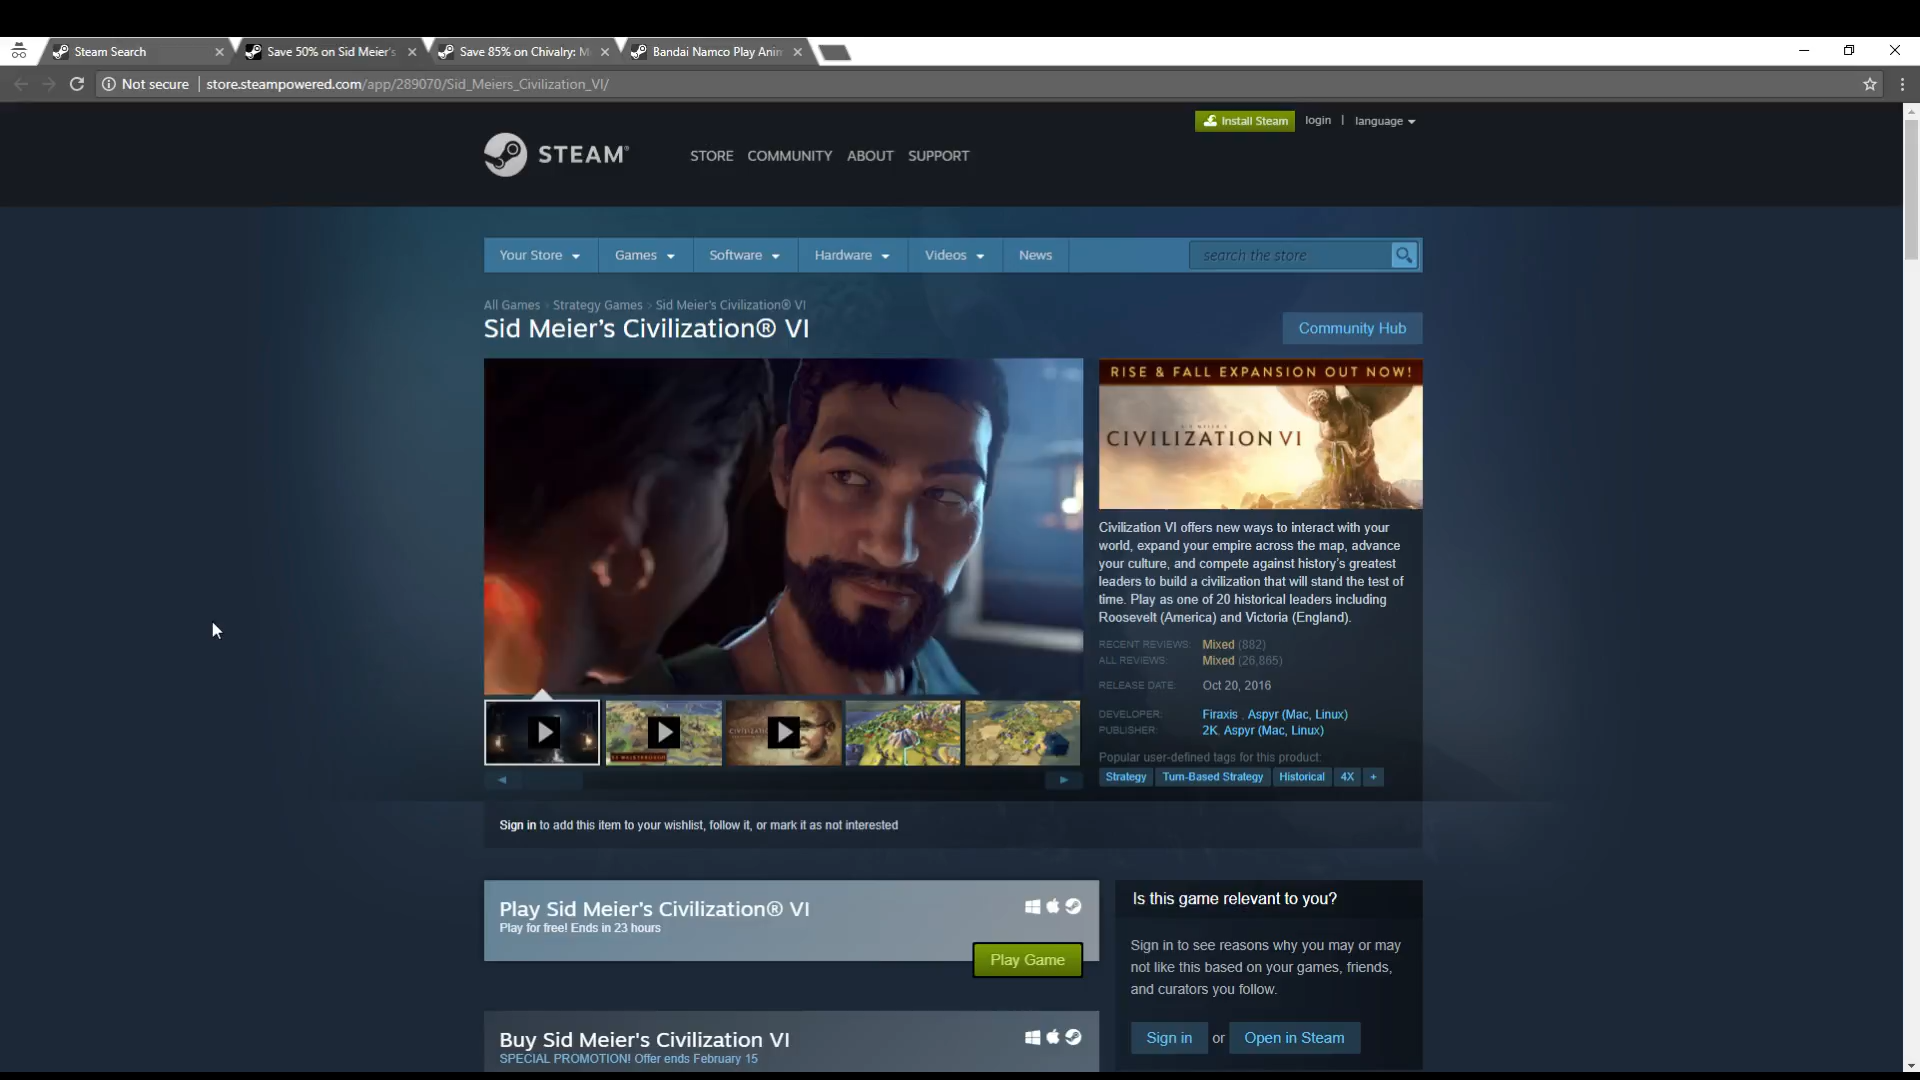 Steam Search
Save 50% on Sid Meier's
Save 85% on Chivalry: M
Bandai Namco Play Anim
Not secure
store.steampowered.com/app/289070/Sid_Meiers_Civilization_VI/
Install Steam
login
language
STEAM®
STORE
COMMUNITY
ABOUT
SUPPORT
Your Store
Games
Software
Hardware
Videos
News
search the store
All Games > Strategy Games > Sid Meier's Civilization® VI
Sid Meier's Civilization® VI
Community Hub
RISE & FALL EXPANSION OUT NOW!
CIVILIZATION VI
Civilization VI offers new ways to interact with your
world, expand your empire across the map, advance
your culture, and compete against history's greatest
leaders to build a civilization that will stand the test of
time. Play as one of 20 historical leaders including
Roosevelt (America) and Victoria (England).
RECENT REVIEWS: Mixed (882)
ALL REVIEWS: Mixed (26,865)
RELEASE DATE: Oct 20, 2016
DEVELOPER: Firaxis , Aspyr (Mac, Linux)
PUBLISHER: 2K, Aspyr (Mac, Linux)
Popular user-defined tags for this product:
Strategy
Turn-Based Strategy
Historical
4X
+
Sign in to add this item to your wishlist, follow it, or mark it as not interested
Play Sid Meier's Civilization® VI
Play for free! Ends in 23 hours
Play Game
Is this game relevant to you?
Sign in to see reasons why you may or may
not like this based on your games, friends,
and curators you follow.
Sign in or Open in Steam
Buy Sid Meier's Civilization VI
SPECIAL PROMOTION! Offer ends February 15